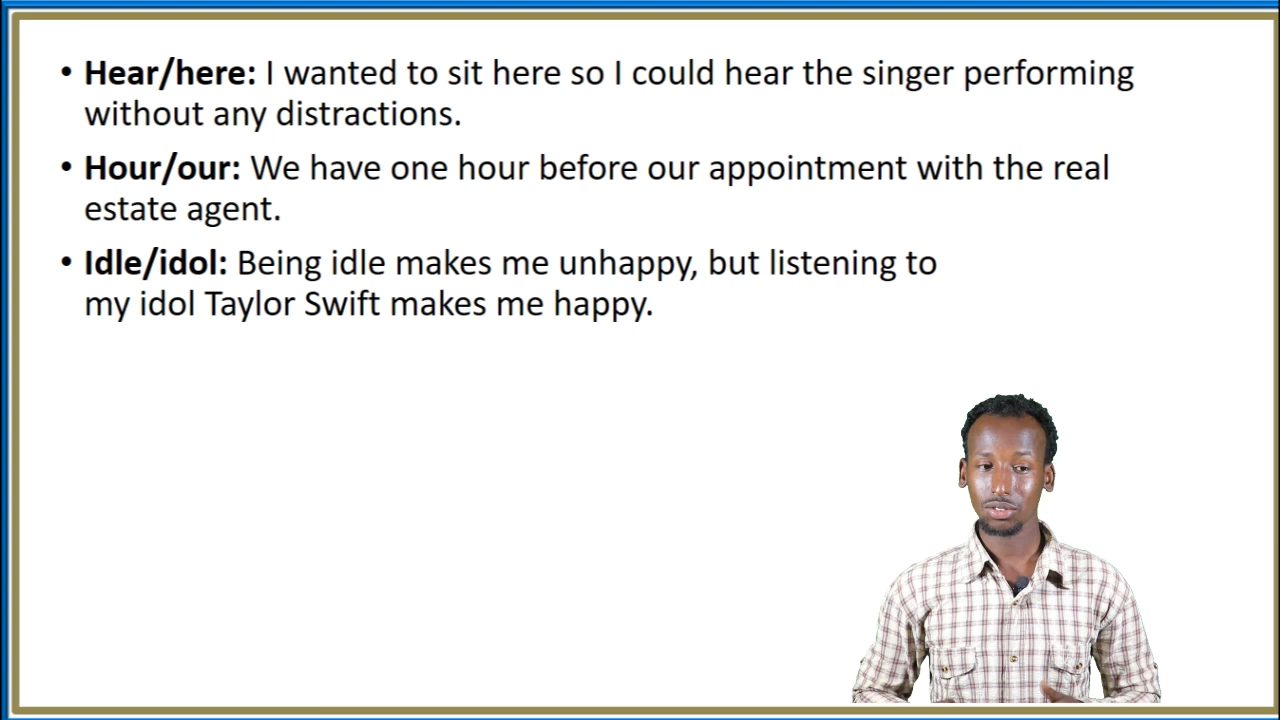 • Hear/here: I wanted to sit here so I could hear the singer performing
without any distractions.
• Hour/our: We have one hour before our appointment with the real
estate agent.
• Idle/idol: Being idle makes me unhappy, but listening to
my idol Taylor Swift makes me happy.